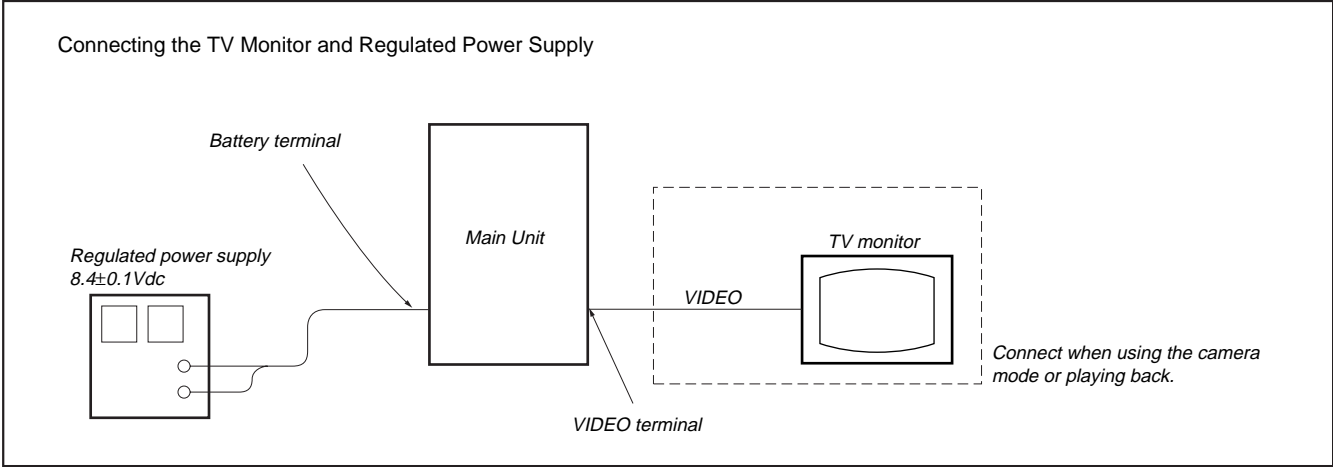 Connecting the TV Monitor and Regulated Power Supply
Battery terminal
Main Unit
TV monitor
Regulated power supply
8.4±0.1Vdc
VIDEO
Connect when using the camera
mode or playing back.
VIDEO terminal